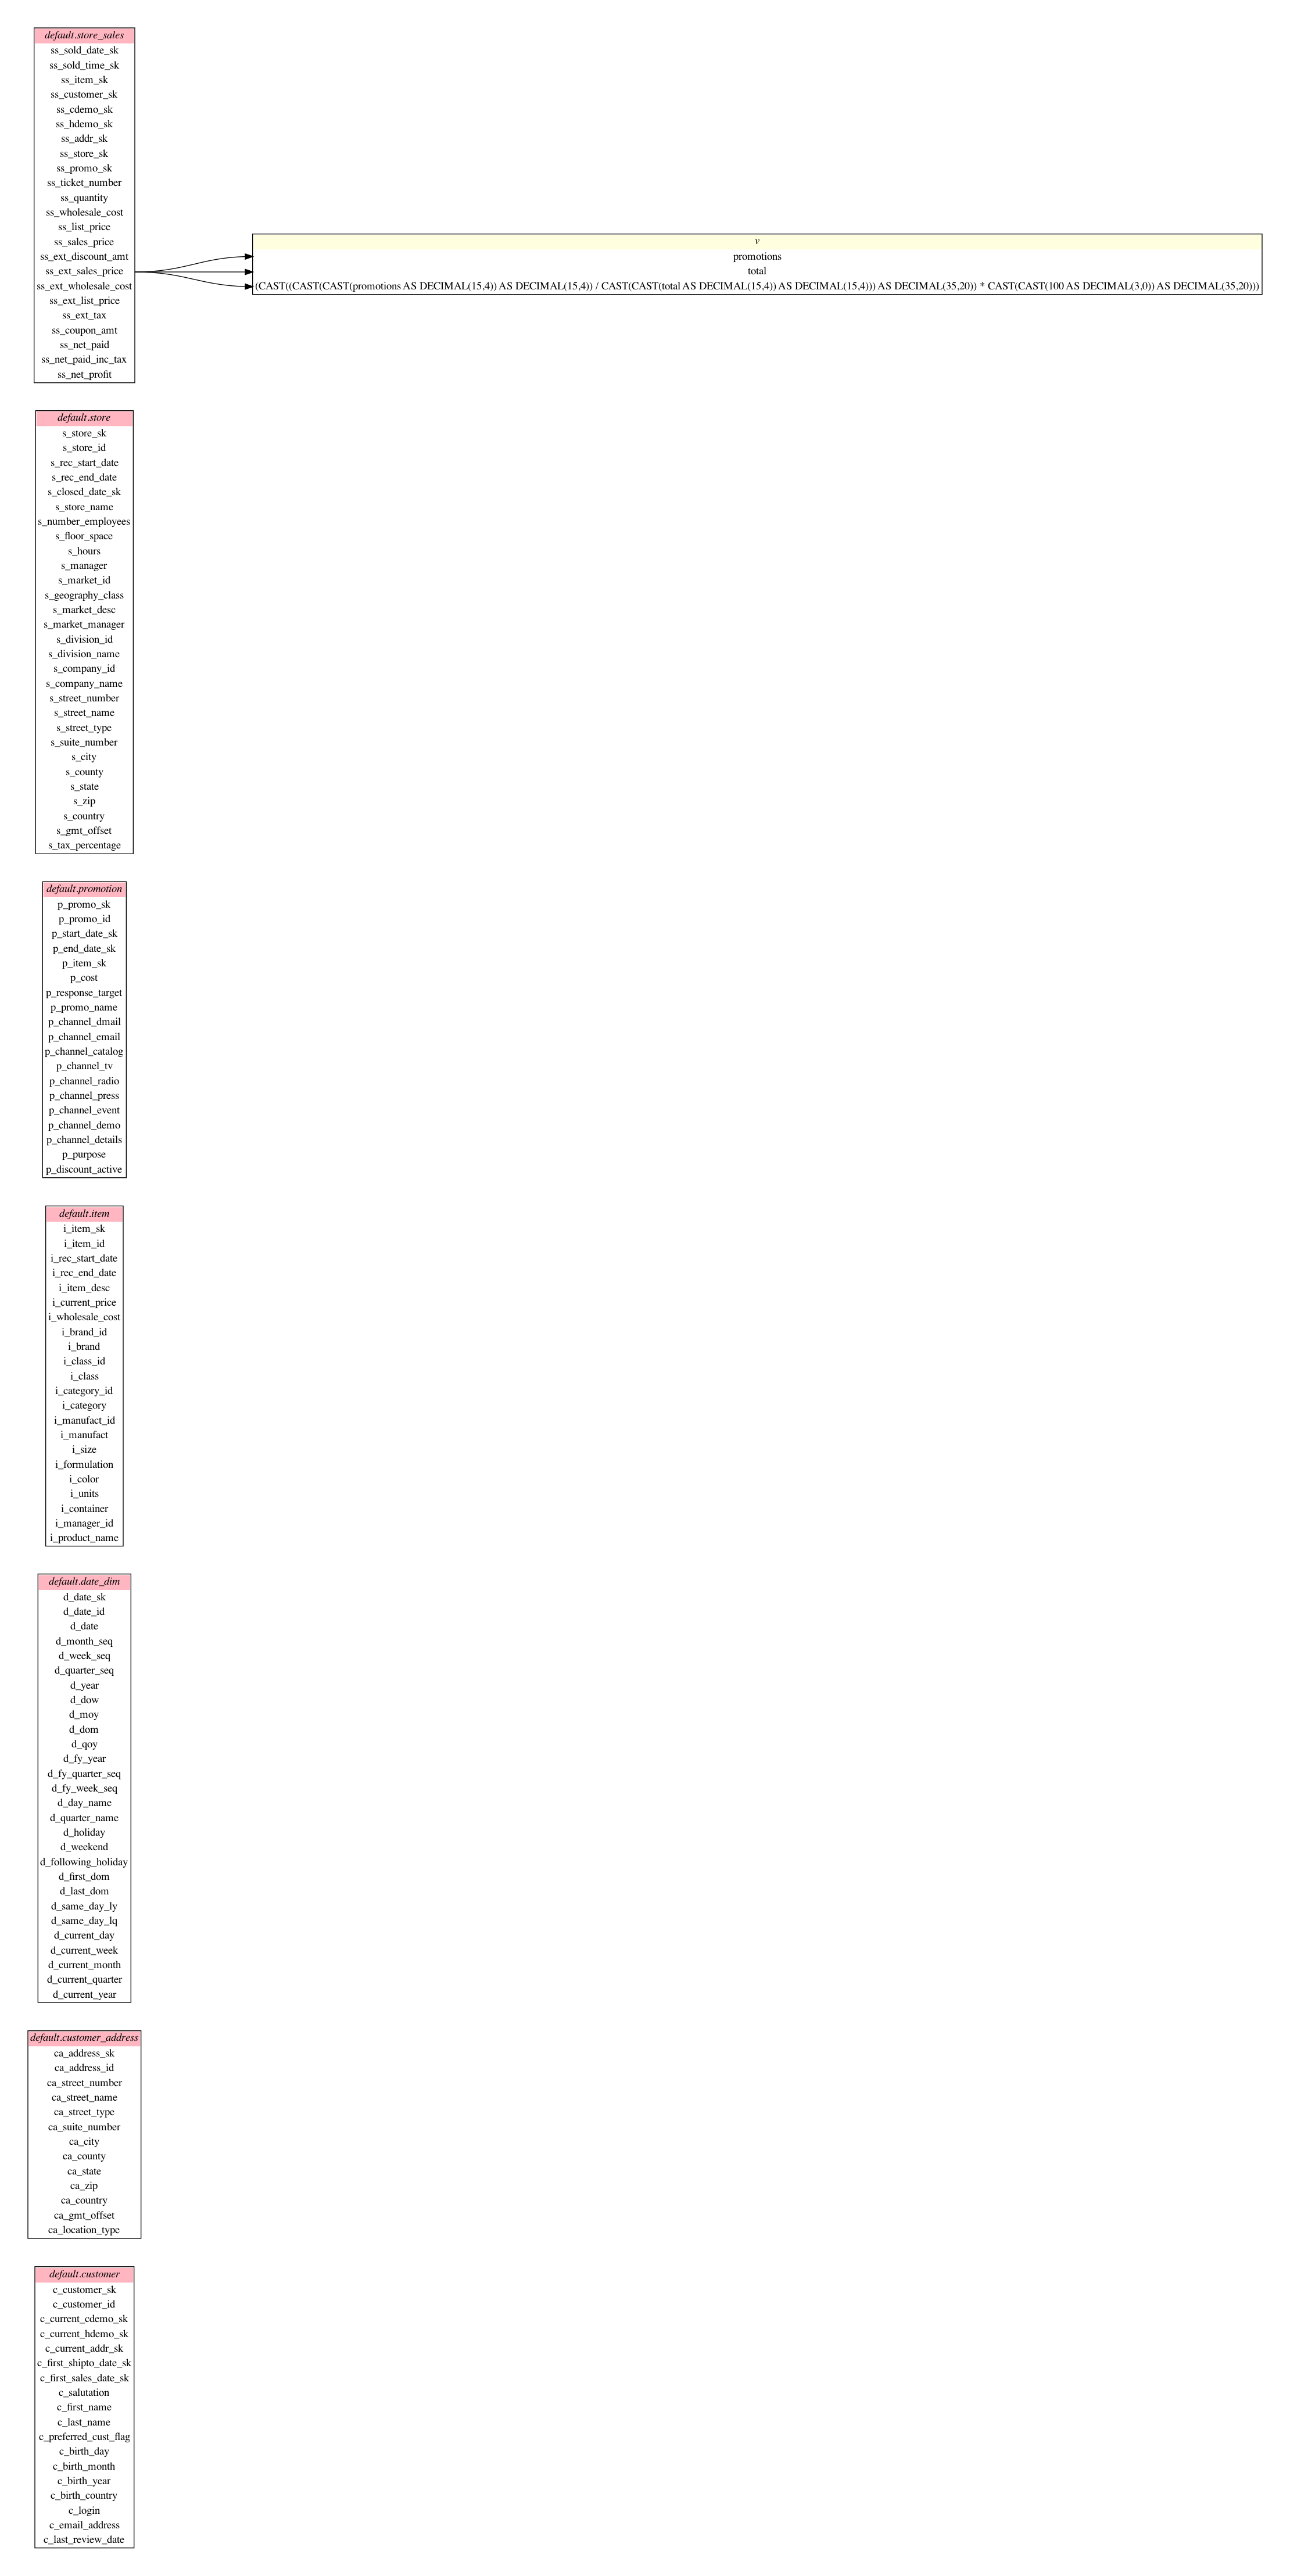 default.store_sales
ss_sold_date_sk
ss_sold_time_sk
ss_item_sk
ss_customer_sk
ss_cdemo_sk
ss_hdemo_sk
ss_addr_sk
ss_store_sk
ss_promo_sk
ss_ticket_number
ss_quantity
ss_wholesale_cost
ss_list_price
ss_sales_price
ss_ext_discount_amt
ss_ext_sales_price
ss_ext_wholesale_cost
ss_ext_list_price
ss_ext_tax
ss_coupon_amt
ss_net_paid
ss_net_paid_inc_tax
ss_net_profit
v
promotions
total
(CAST((CAST(CAST(promotions AS DECIMAL(15,4)) AS DECIMAL(15,4)) / CAST(CAST(total AS DECIMAL(15,4)) AS DECIMAL(15,4))) AS DECIMAL(35,20)) * CAST(CAST(100 AS DECIMAL(3,0)) AS DECIMAL(35,20)))
default.store
s_store_sk
s_store_id
s_rec_start_date
s_rec_end_date
s_closed_date_sk
s_store_name
s_number_employees
s_floor_space
s_hours
s_manager
s_market_id
s_geography_class
s_market_desc
s_market_manager
s_division_id
s_division_name
s_company_id
s_company_name
s_street_number
s_street_name
s_street_type
s_suite_number
s_city
s_county
s_state
s_zip
s_country
s_gmt_offset
s_tax_percentage
default.promotion
p_promo_sk
p_promo_id
p_start_date_sk
p_end_date_sk
p_item_sk
p_cost
p_response_target
p_promo_name
p_channel_dmail
p_channel_email
p_channel_catalog
p_channel_tv
p_channel_radio
p_channel_press
p_channel_event
p_channel_demo
p_channel_details
p_purpose
p_discount_active
default.item
i_item_sk
i_item_id
i_rec_start_date
i_rec_end_date
i_item_desc
i_current_price
i_wholesale_cost
i_brand_id
i_brand
i_class_id
i_class
i_category_id
i_category
i_manufact_id
i_manufact
i_size
i_formulation
i_color
i_units
i_container
i_manager_id
i_product_name
default.date_dim
d_date_sk
d_date_id
d_date
d_month_seq
d_week_seq
d_quarter_seq
d_year
d_dow
d_moy
d_dom
d_qoy
d_fy_year
d_fy_quarter_seq
d_fy_week_seq
d_day_name
d_quarter_name
d_holiday
d_weekend
d_following_holiday
d_first_dom
d_last_dom
d_same_day_ly
d_same_day_lq
d_current_day
d_current_week
d_current_month
d_current_quarter
d_current_year
default.customer_address
ca_address_sk
ca_address_id
ca_street_number
ca_street_name
ca_street_type
ca_suite_number
ca_city
ca_county
ca_state
ca_zip
ca_country
ca_gmt_offset
ca_location_type
default.customer
c_customer_sk
c_customer_id
c_current_cdemo_sk
c_current_hdemo_sk
c_current_addr_sk
c_first_shipto_date_sk
c_first_sales_date_sk
c_salutation
c_first_name
c_last_name
c_preferred_cust_flag
c_birth_day
c_birth_month
c_birth_year
c_birth_country
c_login
c_email_address
c_last_review_date